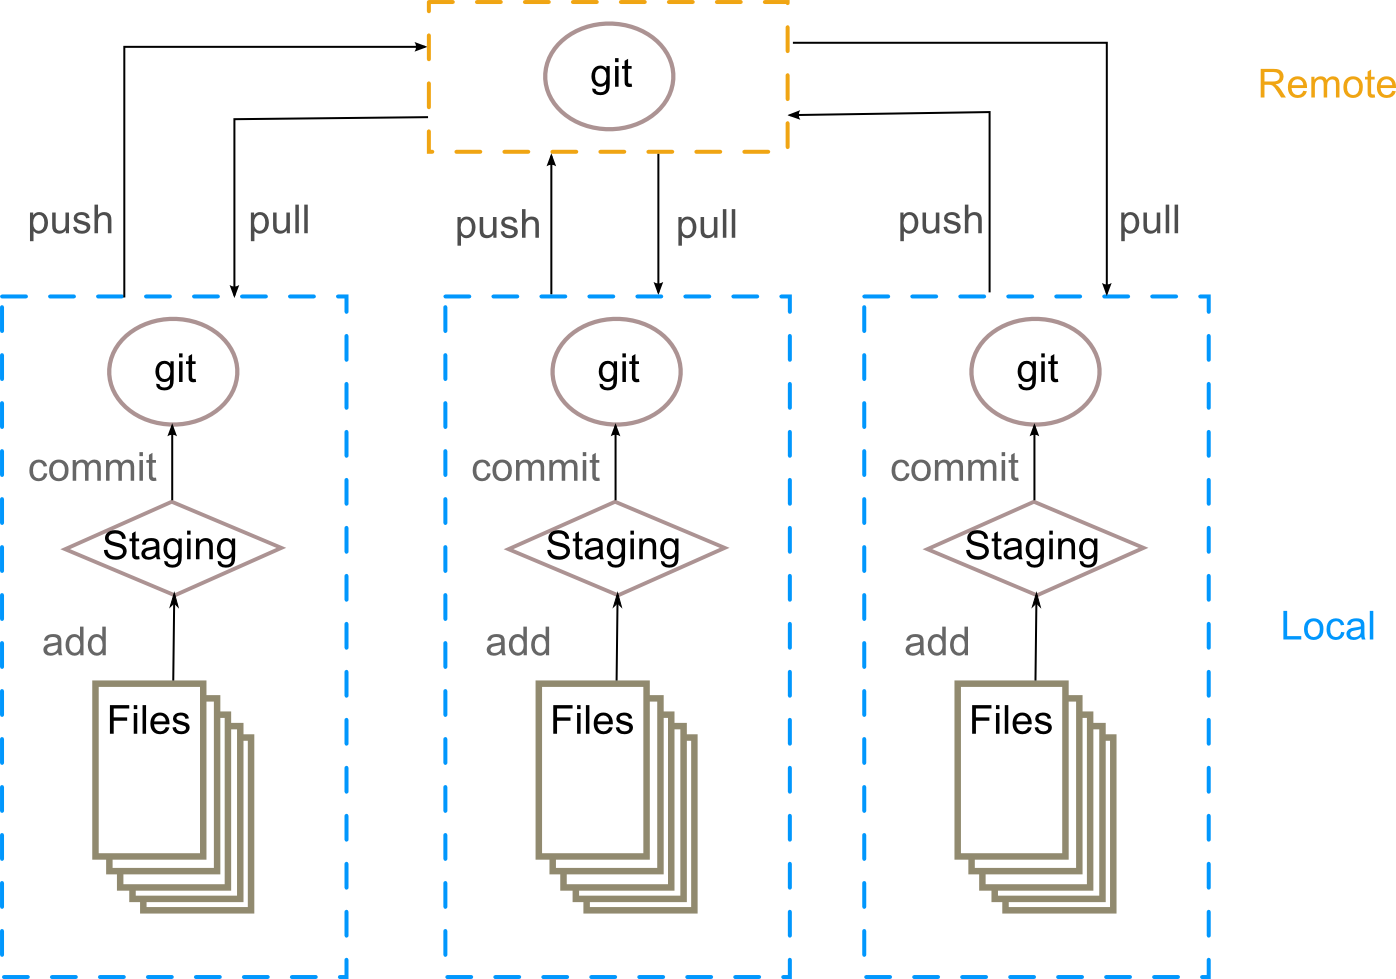 git
Remote
push
pull
push
pull
push
pull
git
git
git
commit
commit
commit
Staging
Staging
Staging
Local
add
add
add
Files
Files
Files